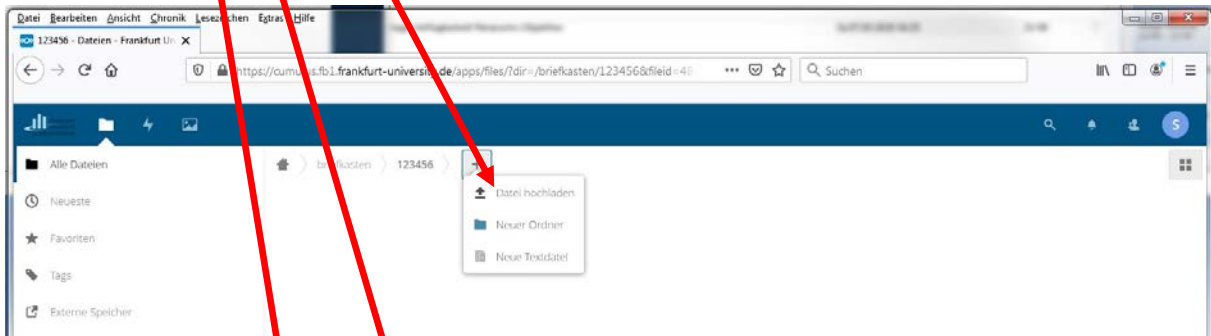 Datei Bearbeiten Ansicht Chronik Lesezeichen Extras Hilfe
123456 - Dateien - Frankfurt Un X
https://cumulus.fb1.frankfurt-university.de/apps/files/?dir=/briefkasten/123456&fileid=48 ... Suchen
S
Alle Dateien briefkasten 123456 +
Neueste
Favoriten
Tags
Externe Speicher
Datei hochladen
Neuer Ordner
Neue Textdatei